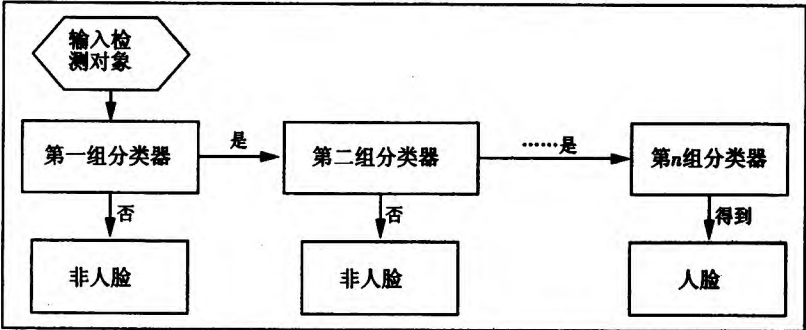 输入检
测对象
第一组分类器
是
第二组分类器
……是
第n组分类器
否
否
得到
非人脸
非人脸
人脸